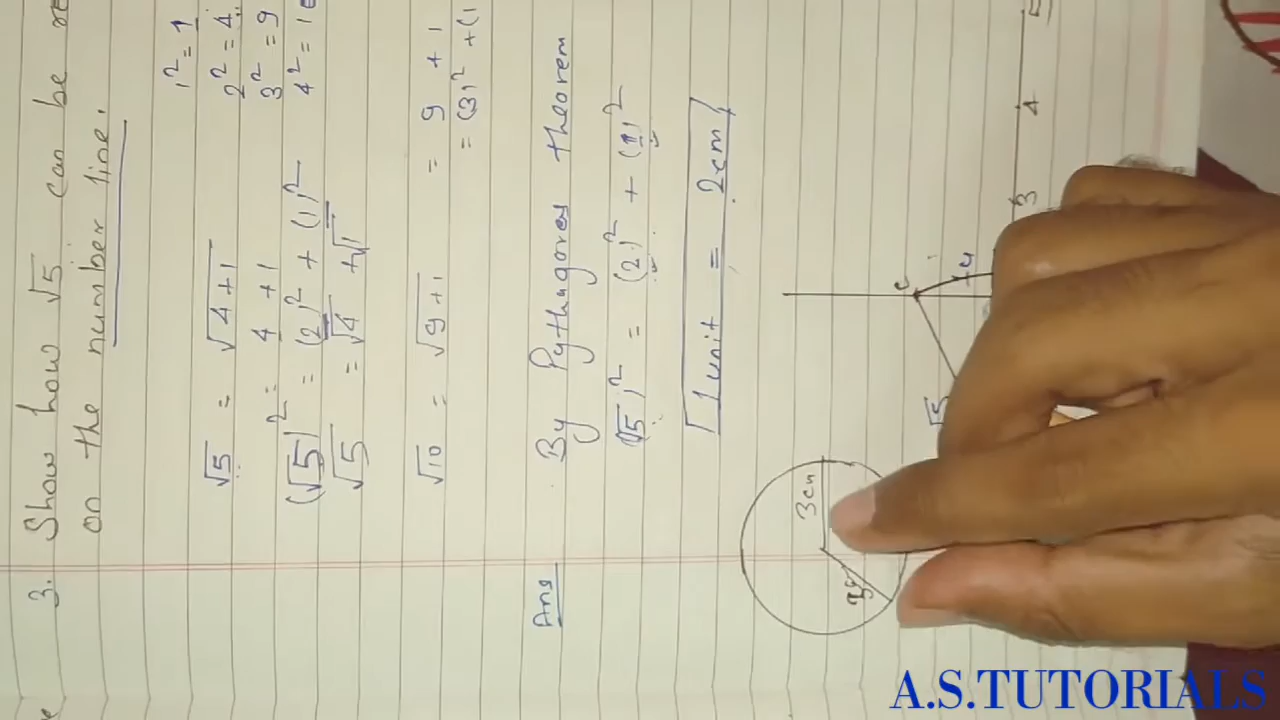 3. Show how √5 can be re
on the number line.
1² = 1
√5 = √4+1 2² = 4
4 + 1 3² = 9
(√5)² = (2)² + (1)² 4² = 1
√5 = √4 + √1
√10 = √9+1 = 9 + 1
= (3)² + (1
Ans By Pythagores theorem
(√5)² = (2)² + (1)²
1 unit = 2cm
3cm
C
√5
3 4 5
A.S.TUTORIALS